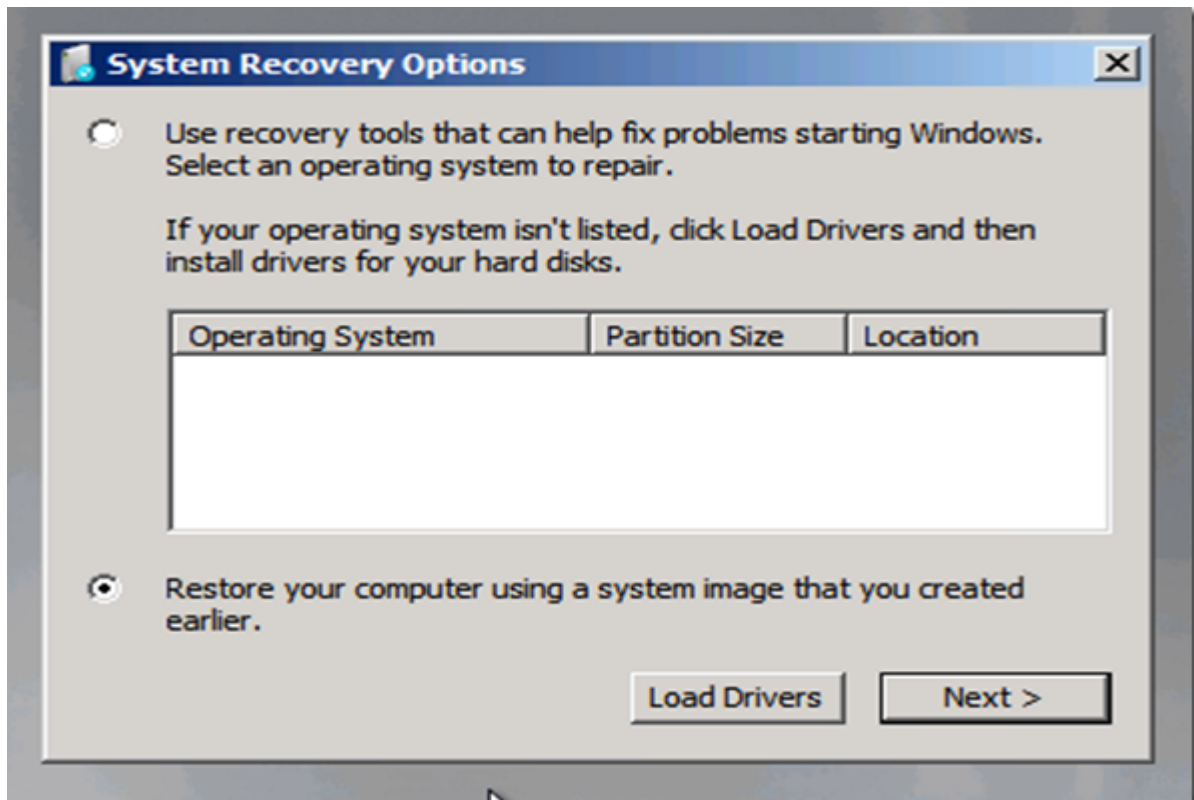 System Recovery Options
Use recovery tools that can help fix problems starting Windows.
Select an operating system to repair.
If your operating system isn't listed, click Load Drivers and then
install drivers for your hard disks.
Operating System Partition Size Location
Restore your computer using a system image that you created
earlier.
Load Drivers Next >